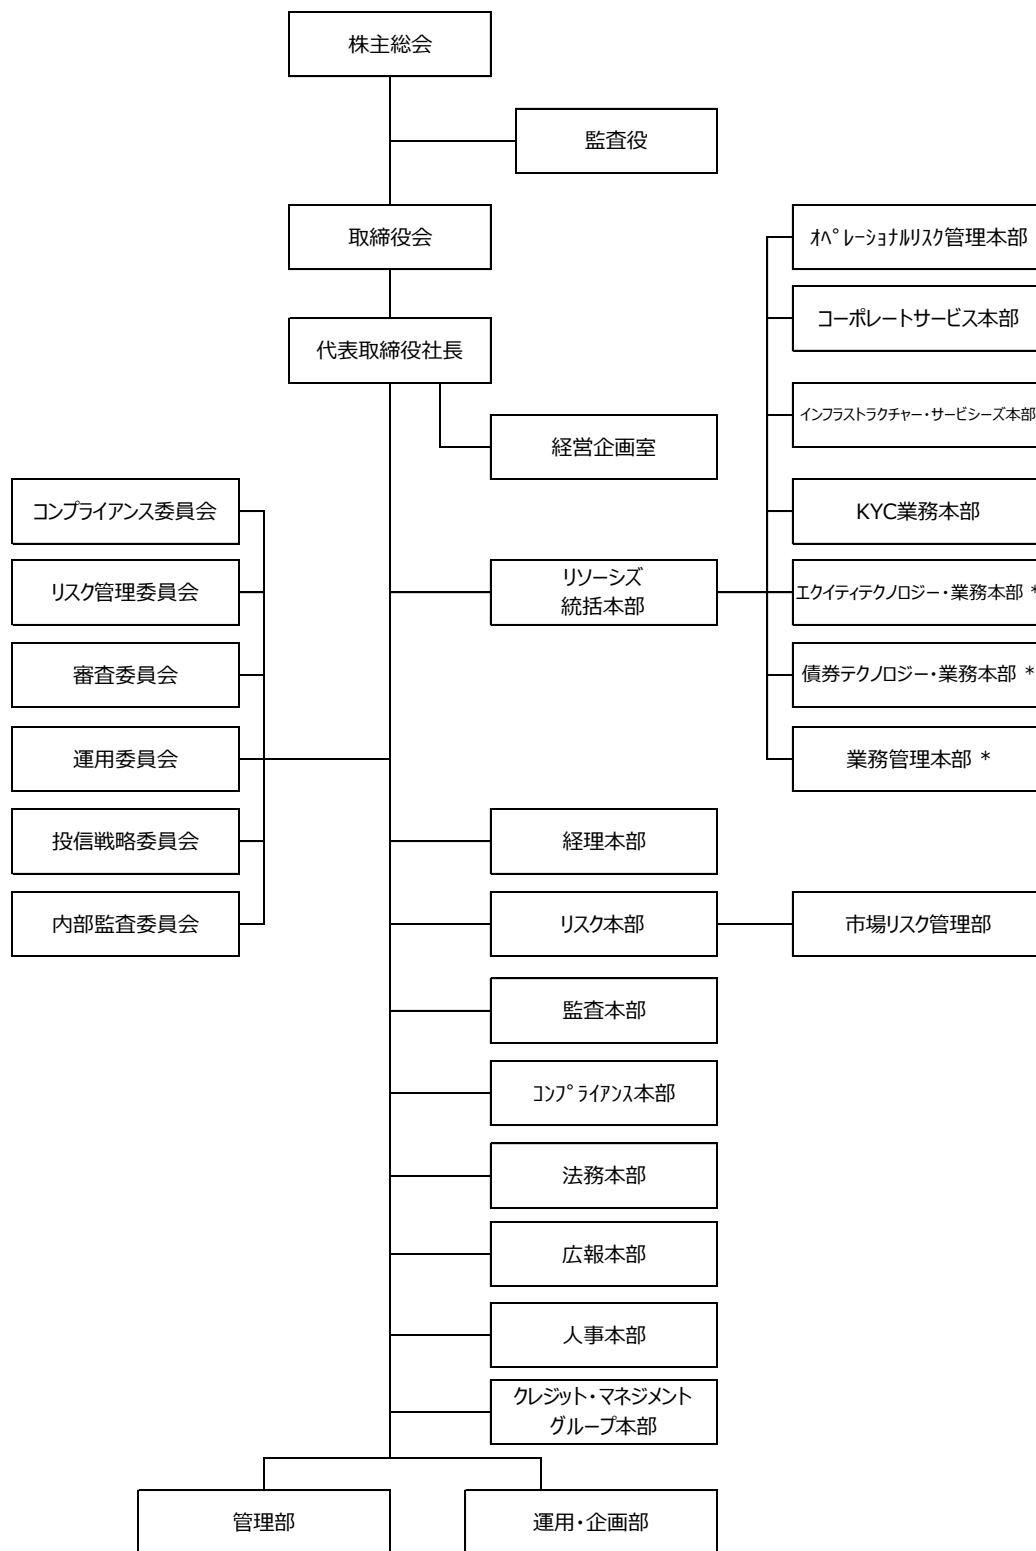 株主総会
監査役
取締役会
代表取締役社長
経営企画室
オペレーショナルリスク管理本部
コーポレートサービス本部
インフラストラクチャー・サービシーズ本部
KYC業務本部
エクイティテクノロジー・業務本部 *
債券テクノロジー・業務本部 *
業務管理本部 *
コンプライアンス委員会
リスク管理委員会
審査委員会
運用委員会
投信戦略委員会
内部監査委員会
リソーシズ
統括本部
経理本部
リスク本部
市場リスク管理部
監査本部
コンプライアンス本部
法務本部
広報本部
人事本部
クレジット・マネジメント
グループ本部
管理部
運用・企画部